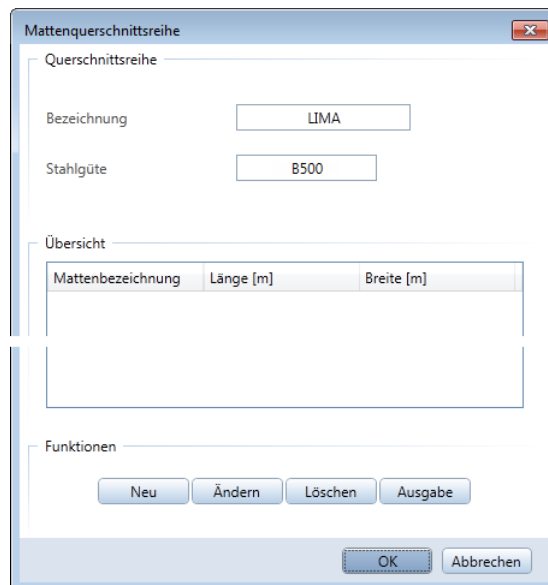 Mattenquerschnittsreihe
Querschnittsreihe
Bezeichnung LIMA
Stahlgüte B500
Übersicht
Mattenbezeichnung Länge [m] Breite [m]
Funktionen
Neu Ändern Löschen Ausgabe
OK Abbrechen